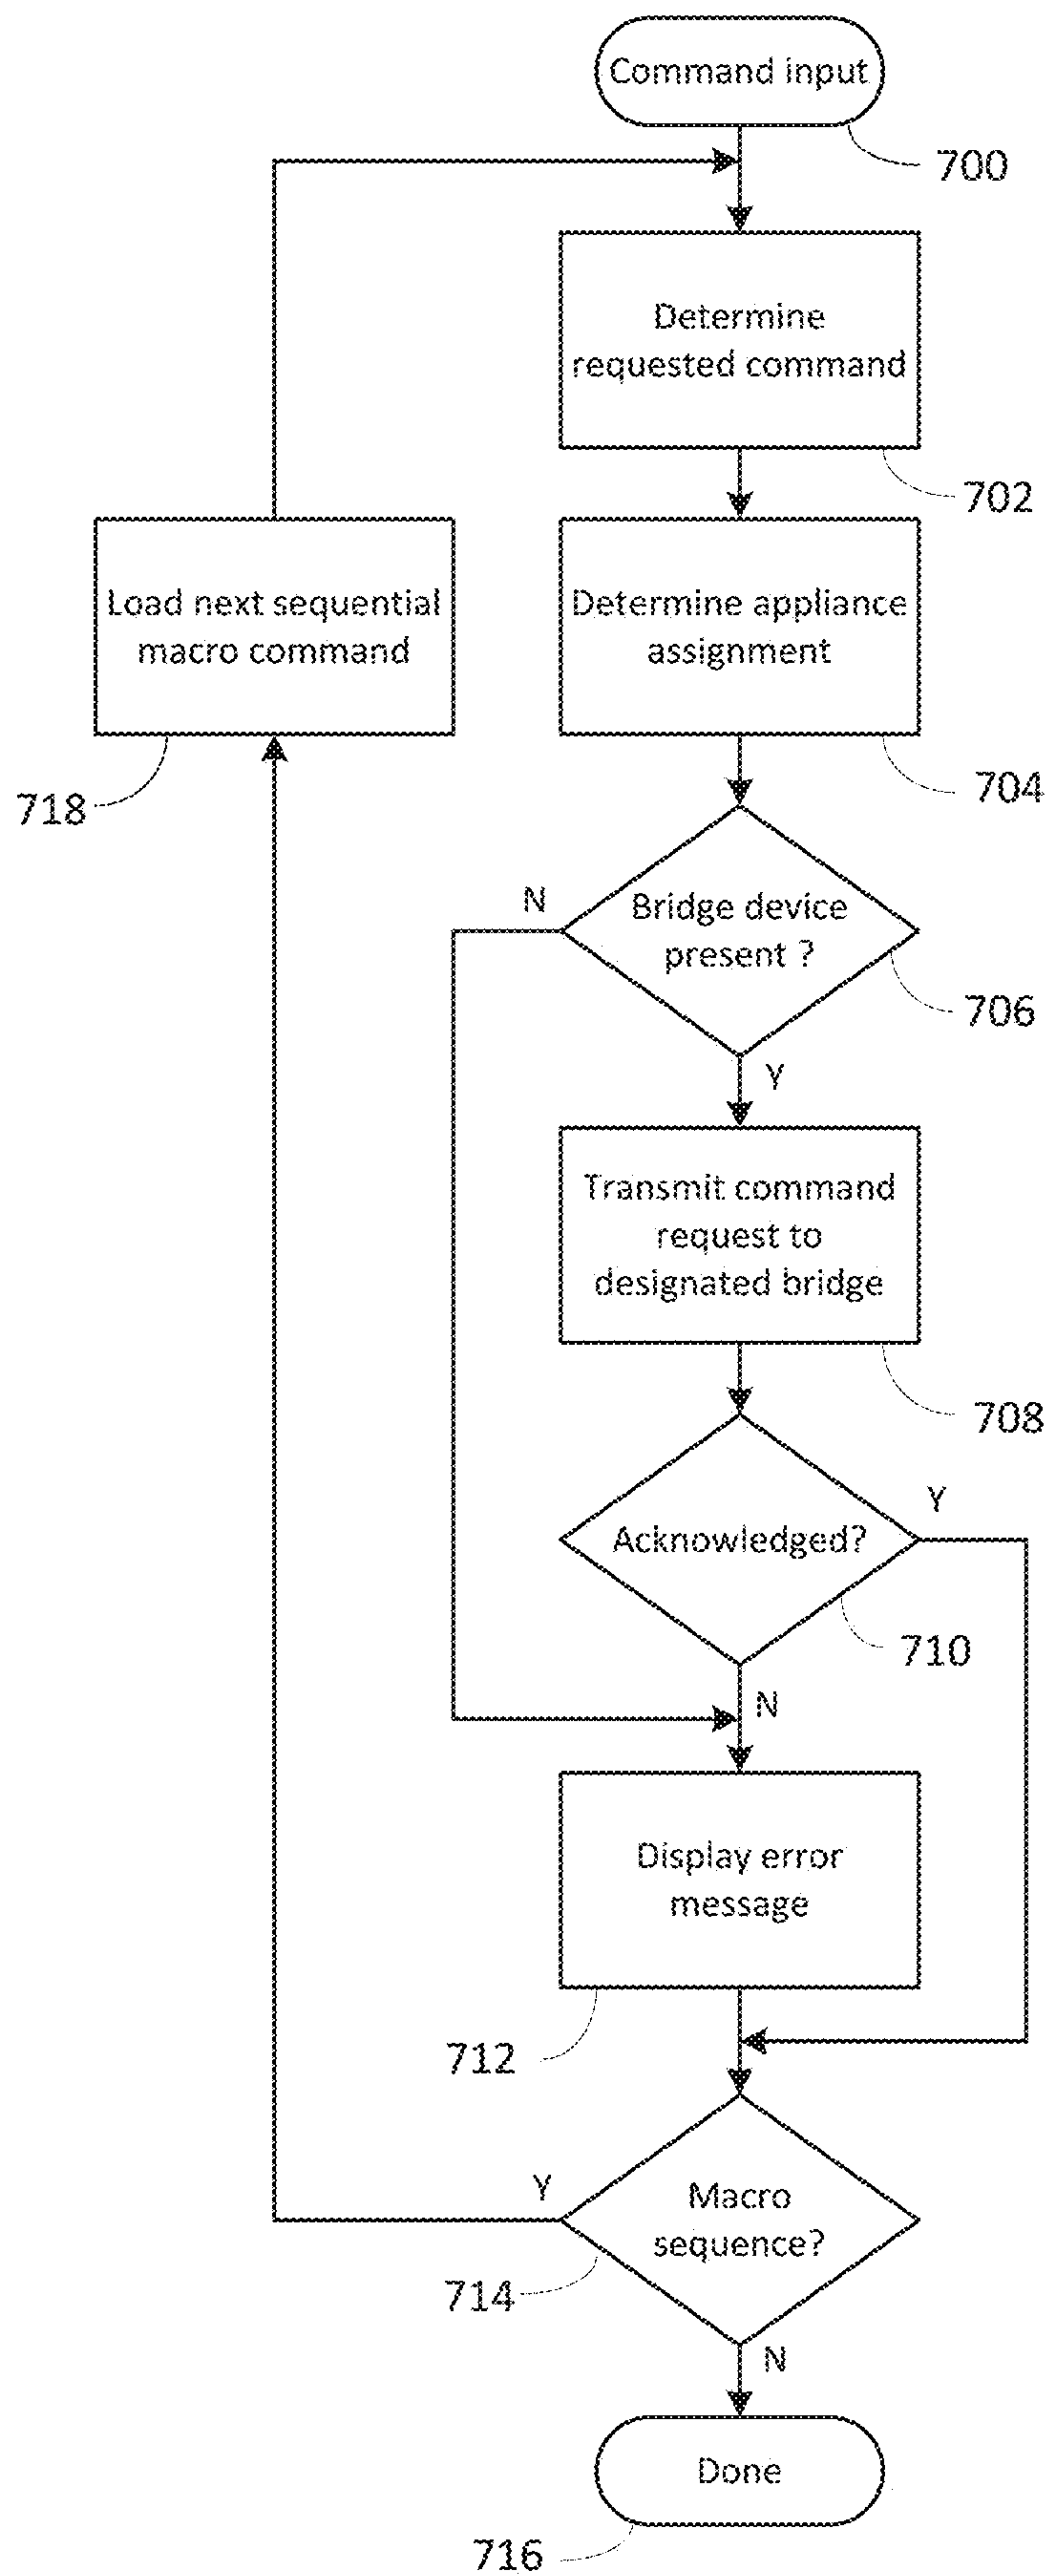 Command input
700
Determine
requested command
702
Load next sequential
macro command
718
Determine appliance
assignment
704
N
Bridge device
present ?
706
Y
Transmit command
request to
designated bridge
708
Y
Acknowledged?
710
N
Display error
message
712
Y
Macro
sequence?
714
N
Done
716